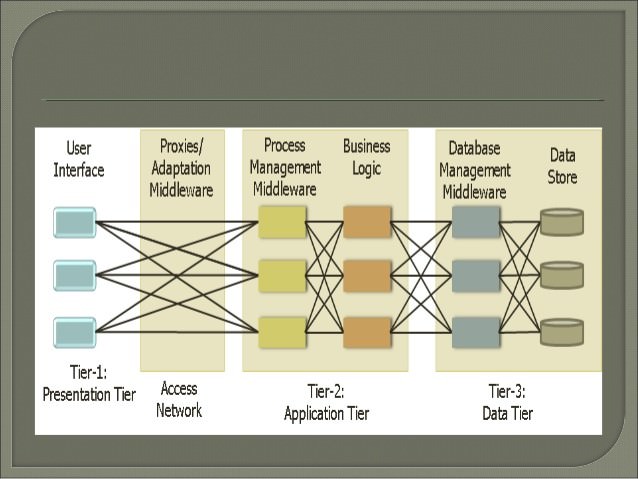 User
Interface
Proxies/
Adaptation
Middleware
Process
Management
Middleware
Business
Logic
Database
Management
Middleware
Data
Store
Tier-1:
Presentation Tier
Access
Network
Tier-2:
Application Tier
Tier-3:
Data Tier